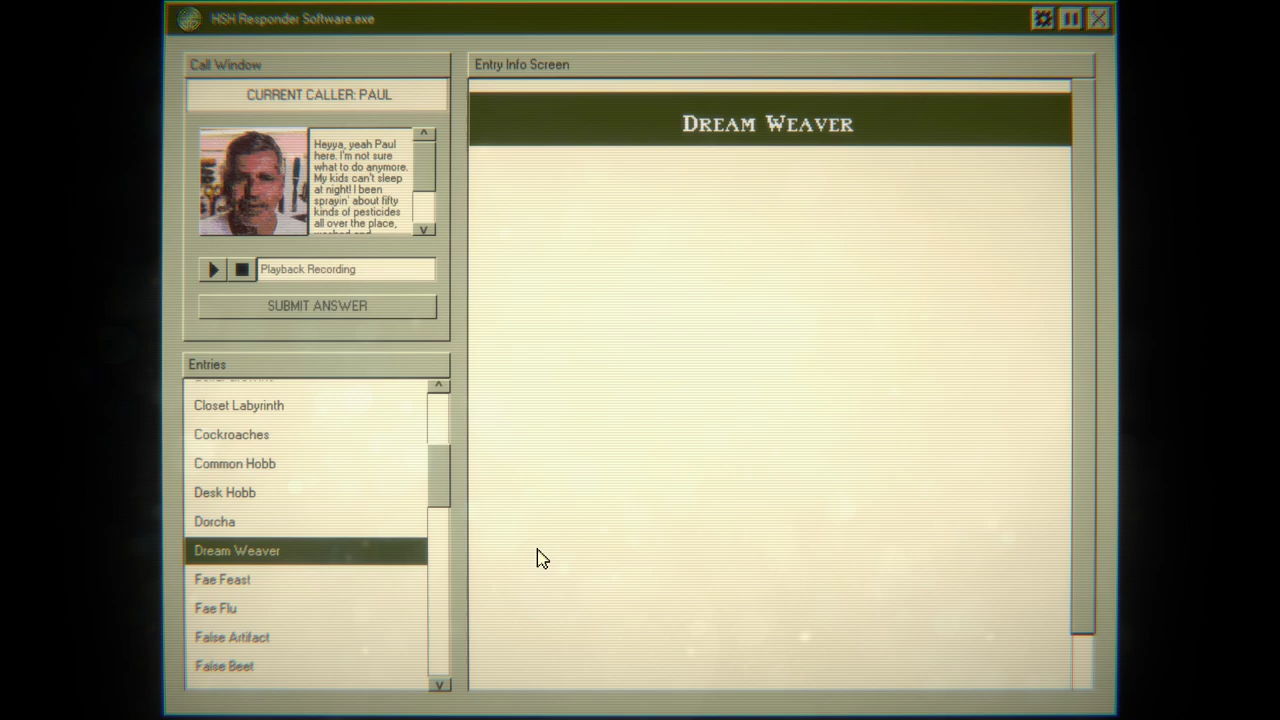 HSH Responder Software.exe
Call Window
CURRENT CALLER: PAUL
Heyya, yeah Paul
here. I'm not sure
what to do anymore.
My kids can't sleep
at night! I been
sprayin' about fifty
kinds of pesticides
all over the place,
Playback Recording
SUBMIT ANSWER
Entries
Closet Labyrinth
Cockroaches
Common Hobb
Desk Hobb
Dorcha
Dream Weaver
Fae Feast
Fae Flu
False Artifact
False Beet
Entry Info Screen
Dream Weaver